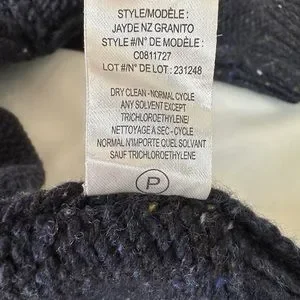 STYLE/MODÈLE :
JAYDE NZ GRANITO
STYLE #/N° DE MODÈLE :
C0811727
LOT #/N° DE LOT : 231248
DRY CLEAN - NORMAL CYCLE
ANY SOLVENT EXCEPT
TRICHLOROETHYLENE/
NETTOYAGE A SEC - CYCLE
NORMAL N'IMPORTE QUEL SOLVANT
SAUF TRICHLOROETHYLENE
P